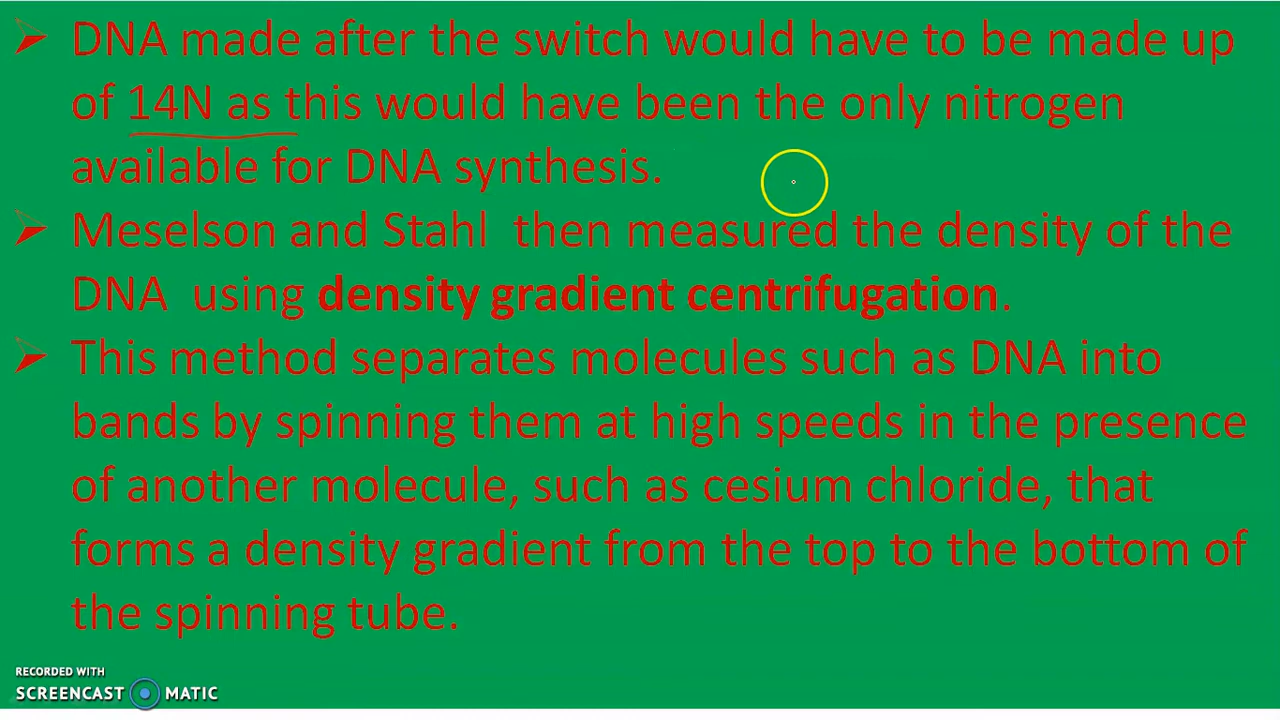 DNA made after the switch would have to be made up
of 14N as this would have been the only nitrogen
available for DNA synthesis.
Meselson and Stahl then measured the density of the
DNA using density gradient centrifugation.
This method separates molecules such as DNA into
bands by spinning them at high speeds in the presence
of another molecule, such as cesium chloride, that
forms a density gradient from the top to the bottom of
the spinning tube.
RECORDED WITH
SCREENCAST MATIC